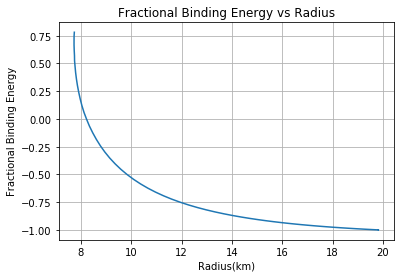 Fractional Binding Energy vs Radius
Fractional Binding Energy
0.75
0.50
0.25
0.00
−0.25
−0.50
−0.75
−1.00
8 10 12 14 16 18 20
Radius(km)